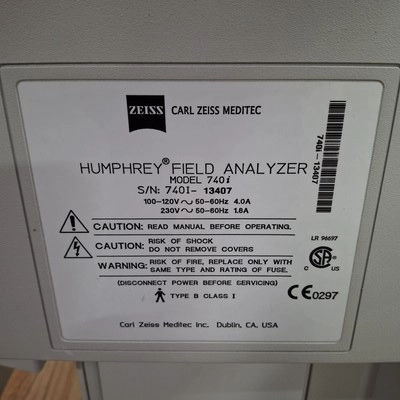 ZEISS CARL ZEISS MEDITEC
740I-13407
HUMPHREY® FIELD ANALYZER
MODEL 740i
S/N: 740I- 13407
100-120V ~ 50-60Hz 4.0A
230V ~ 50-60Hz 1.8A
CAUTION: READ MANUAL BEFORE OPERATING.
CAUTION: RISK OF SHOCK
DO NOT REMOVE COVERS
LR 96697
C SA US
WARNING: RISK OF FIRE, REPLACE ONLY WITH
SAME TYPE & RATING OF FUSE.
(DISCONNECT POWER BEFORE SERVICING)
TYPE B CLASS I
CE 0297
Carl Zeiss Meditec Inc. Dublin, CA. USA